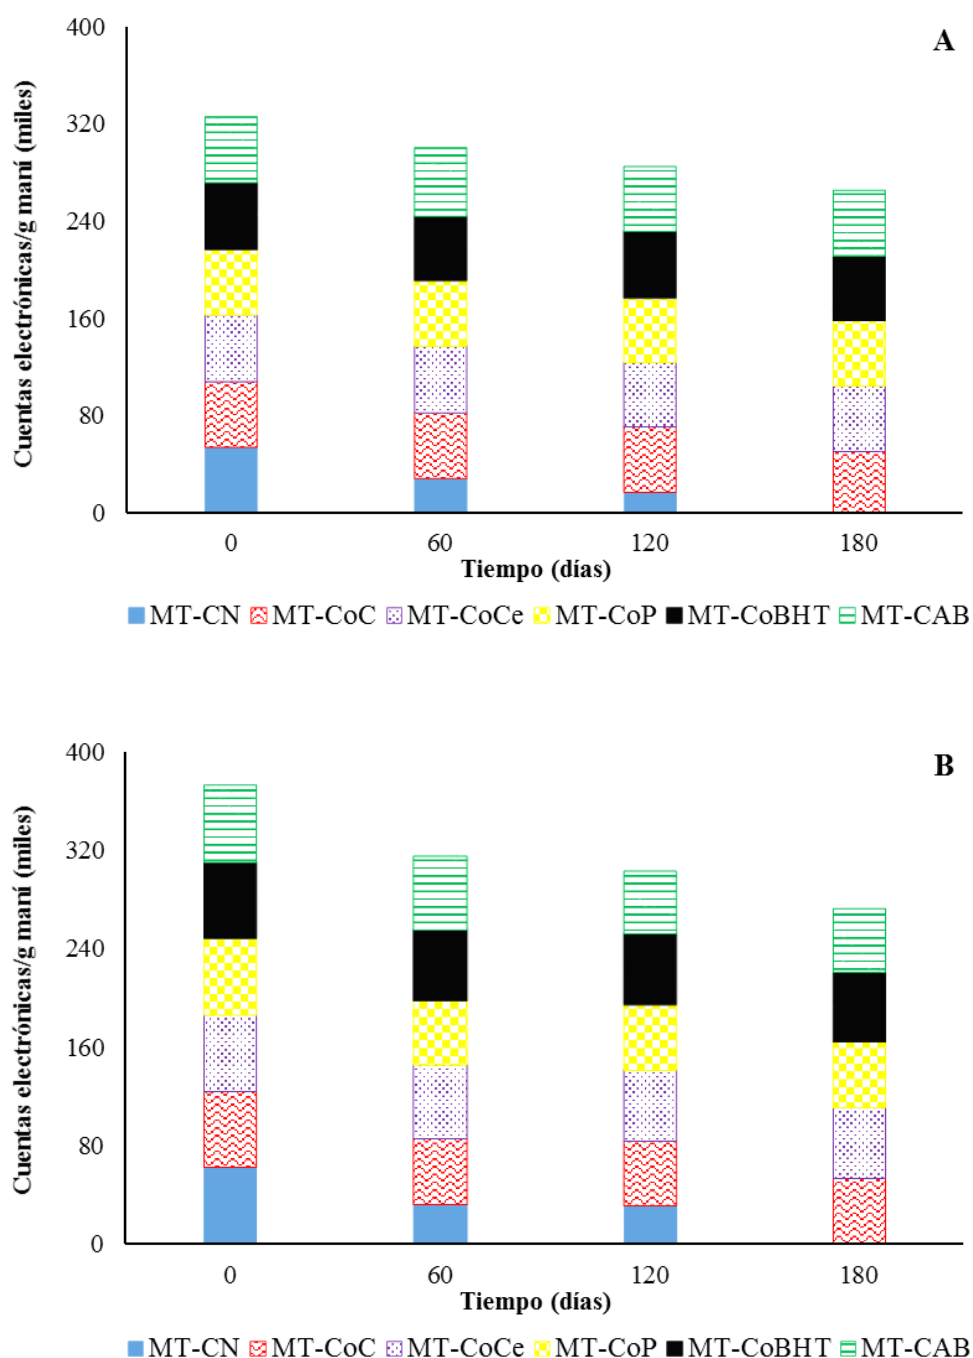 A
Cuentas electrónicas/g maní (miles)
400
320
240
160
80
0
0 60 120 180
Tiempo (días)
MT-CN MT-CoC MT-CoCe MT-CoP MT-CoBHT MT-CAB
B
Cuentas electrónicas/g maní (miles)
400
320
240
160
80
0
0 60 120 180
Tiempo (días)
MT-CN MT-CoC MT-CoCe MT-CoP MT-CoBHT MT-CAB